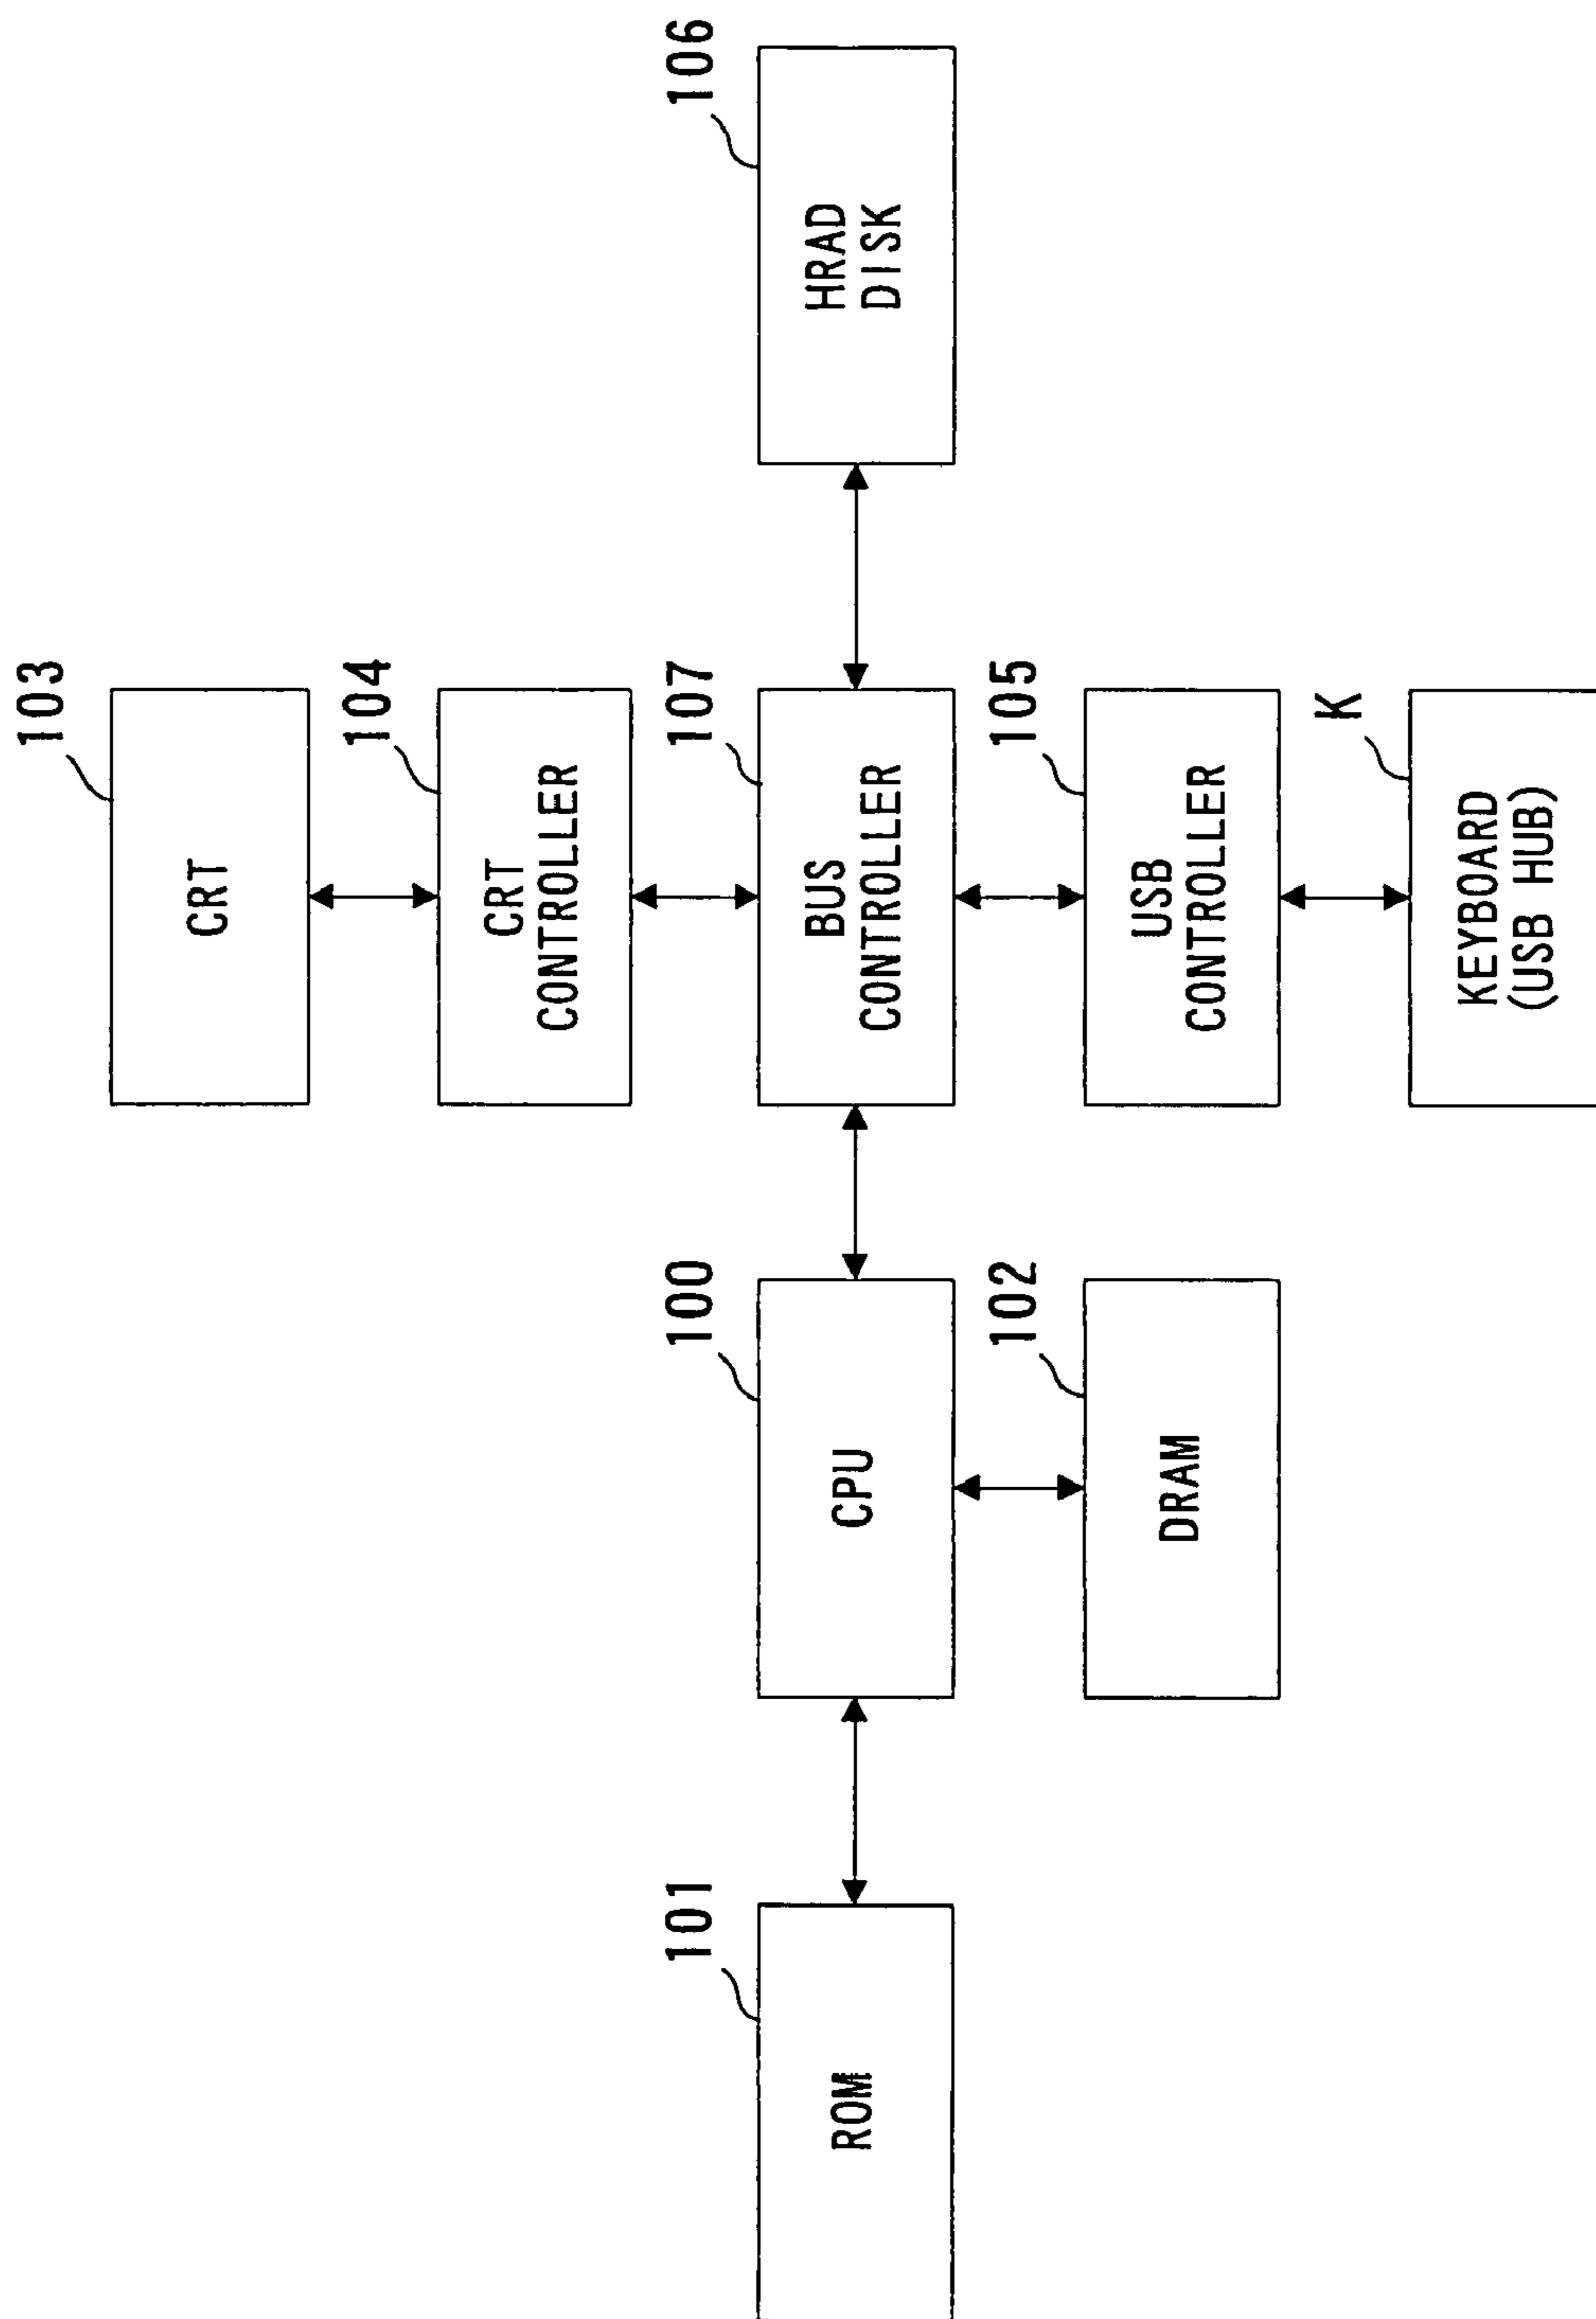 103
CRT
104
CRT
CONTROLLER
101
ROM
100
CPU
107
BUS
CONTROLLER
106
HRAD
DISK
102
DRAM
105
USB
CONTROLLER
K
KEYBOARD
(USB HUB)